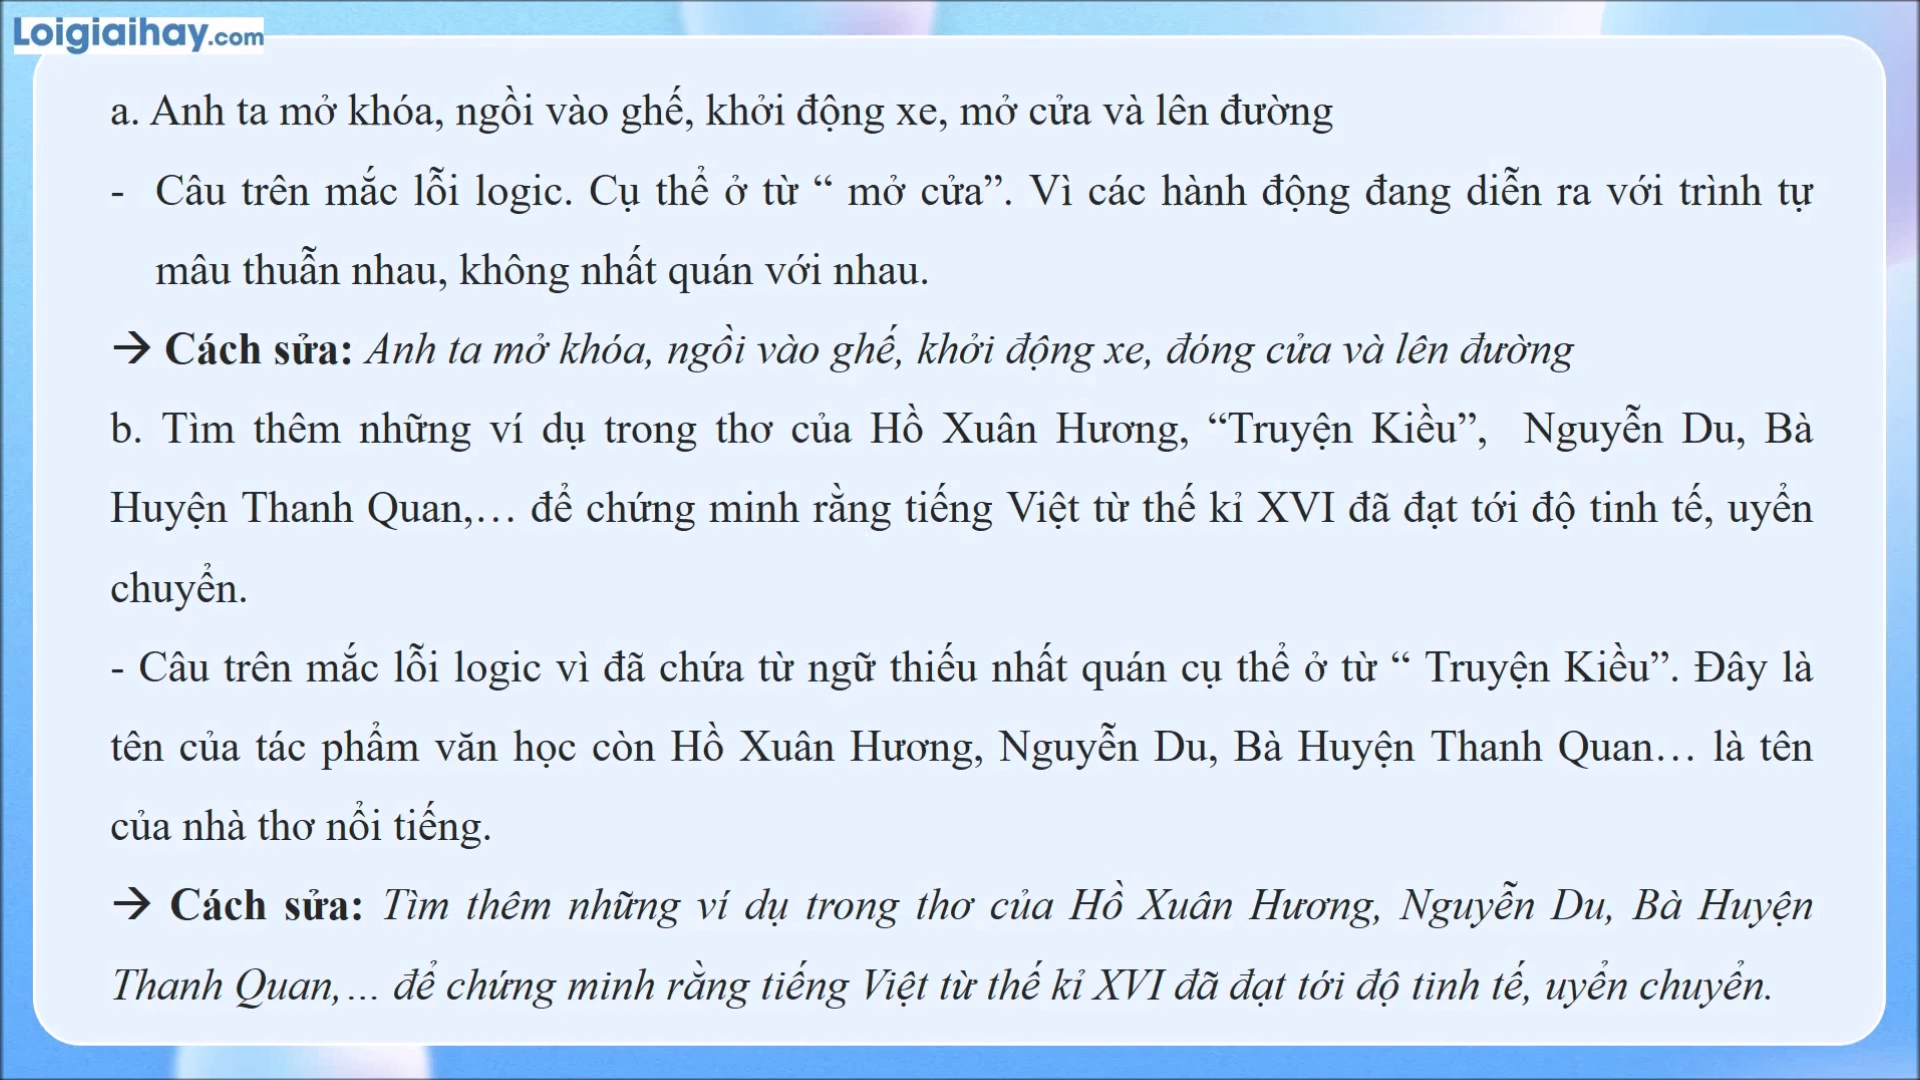 Loigiaihay.com
a. Anh ta mở khóa, ngồi vào ghế, khởi động xe, mở cửa và lên đường
- Câu trên mắc lỗi logic. Cụ thể ở từ “ mở cửa”. Vì các hành động đang diễn ra với trình tự
mâu thuẫn nhau, không nhất quán với nhau.
→ Cách sửa: Anh ta mở khóa, ngồi vào ghế, khởi động xe, đóng cửa và lên đường
b. Tìm thêm những ví dụ trong thơ của Hồ Xuân Hương, “Truyện Kiều”, Nguyễn Du, Bà
Huyện Thanh Quan,… để chứng minh rằng tiếng Việt từ thế kỉ XVI đã đạt tới độ tinh tế, uyển
chuyển.
- Câu trên mắc lỗi logic vì đã chứa từ ngữ thiếu nhất quán cụ thể ở từ “ Truyện Kiều”. Đây là
tên của tác phẩm văn học còn Hồ Xuân Hương, Nguyễn Du, Bà Huyện Thanh Quan… là tên
của nhà thơ nổi tiếng.
→ Cách sửa: Tìm thêm những ví dụ trong thơ của Hồ Xuân Hương, Nguyễn Du, Bà Huyện
Thanh Quan,… để chứng minh rằng tiếng Việt từ thế kỉ XVI đã đạt tới độ tinh tế, uyển chuyển.